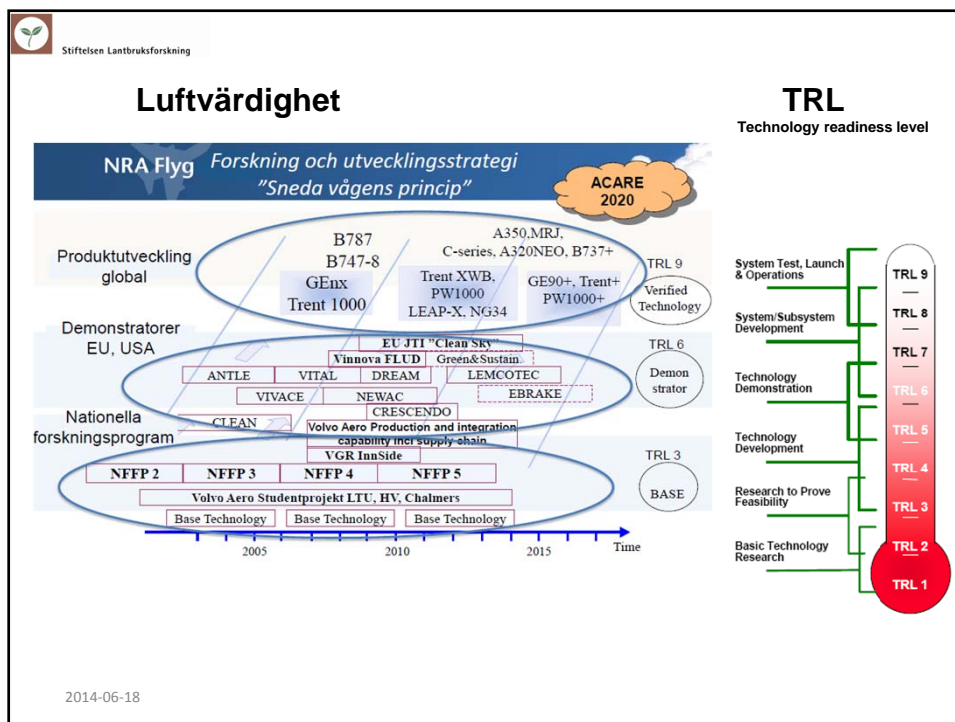 Stiftelsen Lantbruksforskning
Luftvärdighet
TRL
Technology readiness level
NRA Flyg
Forskning och utvecklingsstrategi
"Sneda vågens princip"
ACARE
2020
Produktutveckling
global
B787
B747-8
GEnx
Trent 1000
A350,MRJ,
C-series, A320NEO, B737+
Trent XWB,
PW1000
LEAP-X, NG34
GE90+, Trent+
PW1000+
TRL 9
Verified
Technology
Demonstratorer
EU, USA
EU JTI "Clean Sky"
Vinnova FLUD
Green&Sustain
ANTLE
VITAL
DREAM
LEMCOTEC
VIVACE
NEWAC
EBRAKE
CRESCENDO
TRL 6
Demon
strator
Nationella
forskningsprogram
CLEAN
Volvo Aero Production and integration
capability incl supply chain
VGR InnSide
NFFP 2
NFFP 3
NFFP 4
NFFP 5
Volvo Aero Studentprojekt LTU, HV, Chalmers
Base Technology
Base Technology
Base Technology
TRL 3
BASE
2005
2010
2015
Time
System Test, Launch
& Operations
System/Subsystem
Development
Technology
Demonstration
Technology
Development
Research to Prove
Feasibility
Basic Technology
Research
TRL 9
TRL 8
TRL 7
TRL 6
TRL 5
TRL 4
TRL 3
TRL 2
TRL 1
2014-06-18